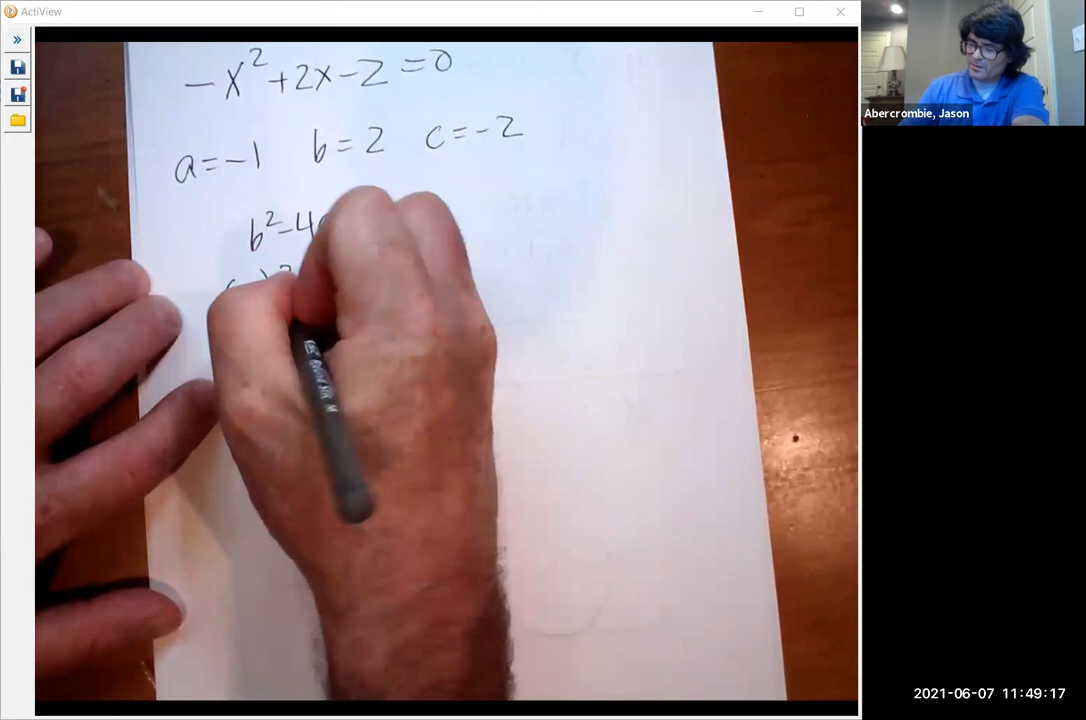 ActiView
-x²+2x-2=0
a=-1 b=2 c=-2
b²-4
Abercrombie, Jason
2021-06-07 11:49:17